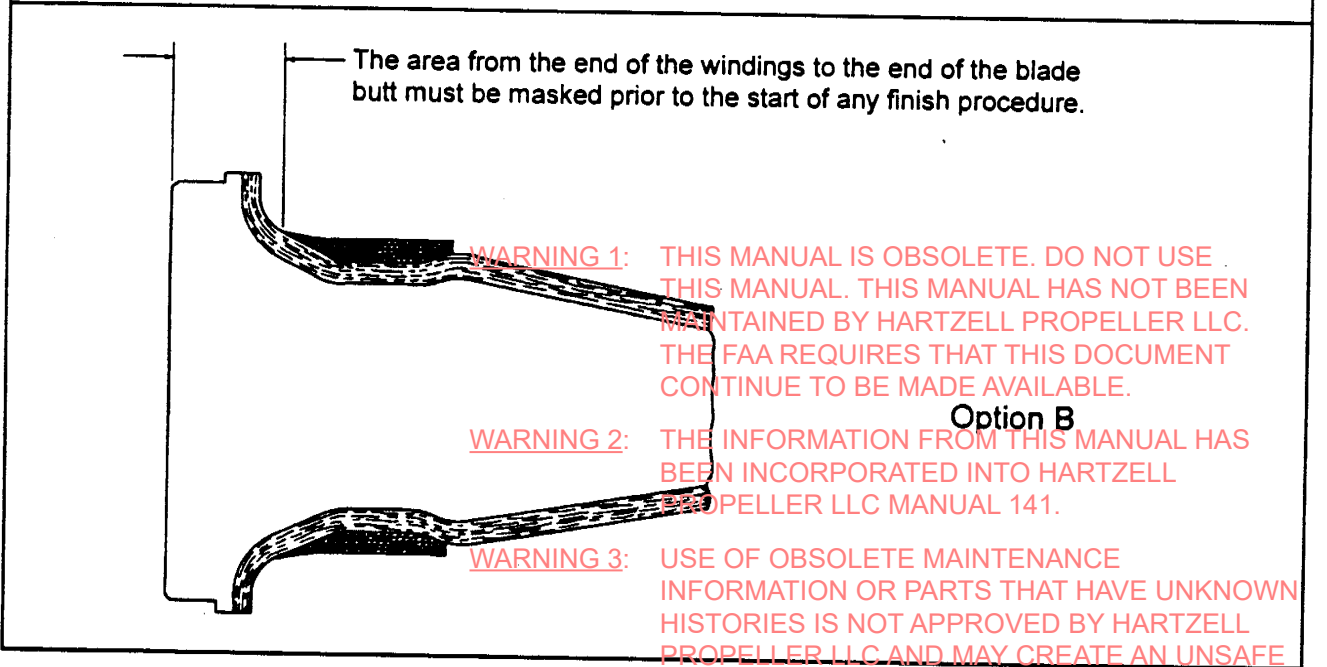 The area from the end of the windings to the end of the blade
butt must be masked prior to the start of any finish procedure.
WARNING 1: THIS MANUAL IS OBSOLETE. DO NOT USE
THIS MANUAL. THIS MANUAL HAS NOT BEEN
MAINTAINED BY HARTZELL PROPELLER LLC.
THE FAA REQUIRES THAT THIS DOCUMENT
CONTINUE TO BE MADE AVAILABLE.
Option B
WARNING 2: THE INFORMATION FROM THIS MANUAL HAS
BEEN INCORPORATED INTO HARTZELL
PROPELLER LLC MANUAL 141.
WARNING 3: USE OF OBSOLETE MAINTENANCE
INFORMATION OR PARTS THAT HAVE UNKNOWN
HISTORIES IS NOT APPROVED BY HARTZELL
PROPELLER LLC AND MAY CREATE AN UNSAFE